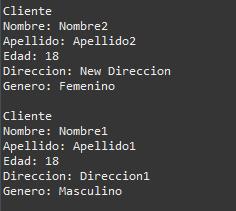 Cliente
Nombre: Nombre2
Apellido: Apellido2
Edad: 18
Direccion: New Direccion
Genero: Femenino

Cliente
Nombre: Nombre1
Apellido: Apellido1
Edad: 18
Direccion: Direccion1
Genero: Masculino